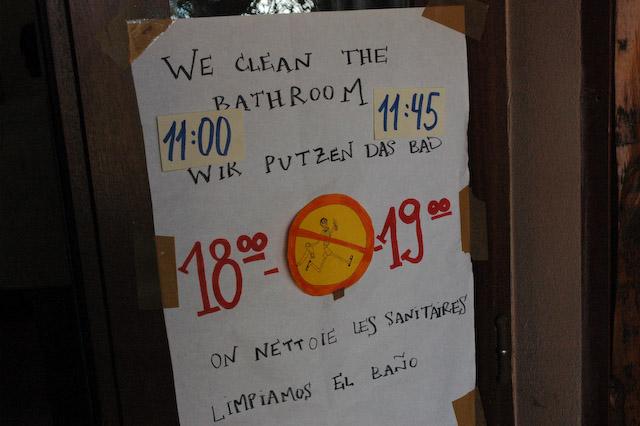 WE CLEAN THE
BATHROOM
11:00 11:45
WIR PUTZEN DAS BAD
18⁰⁰ - 19⁰⁰
ON NETTOIE LES SANITAIRES
LIMPIAMOS EL BAÑO